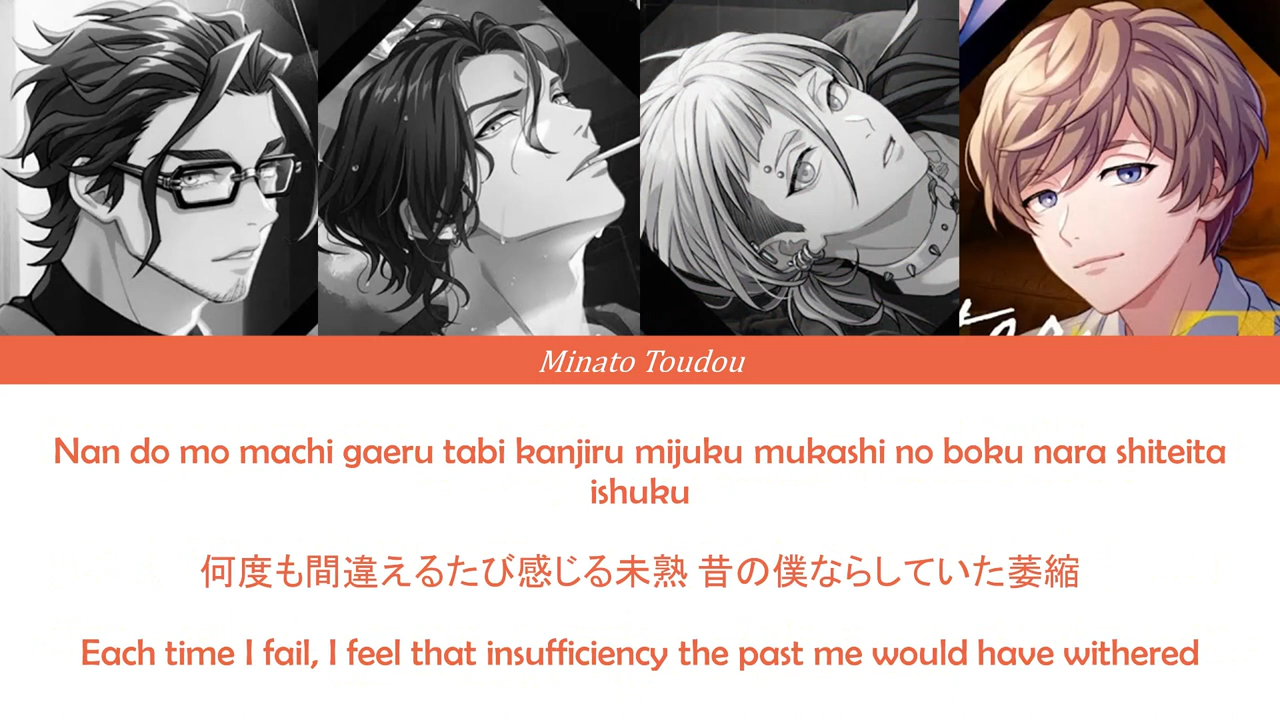 Minato Toudou
Nan do mo machi gaeru tabi kanjiru mijuku mukashi no boku nara shiteita
ishuku
何度も間違えるたび感じる未熟 昔の僕ならしていた萎縮
Each time I fail, I feel that insufficiency the past me would have withered